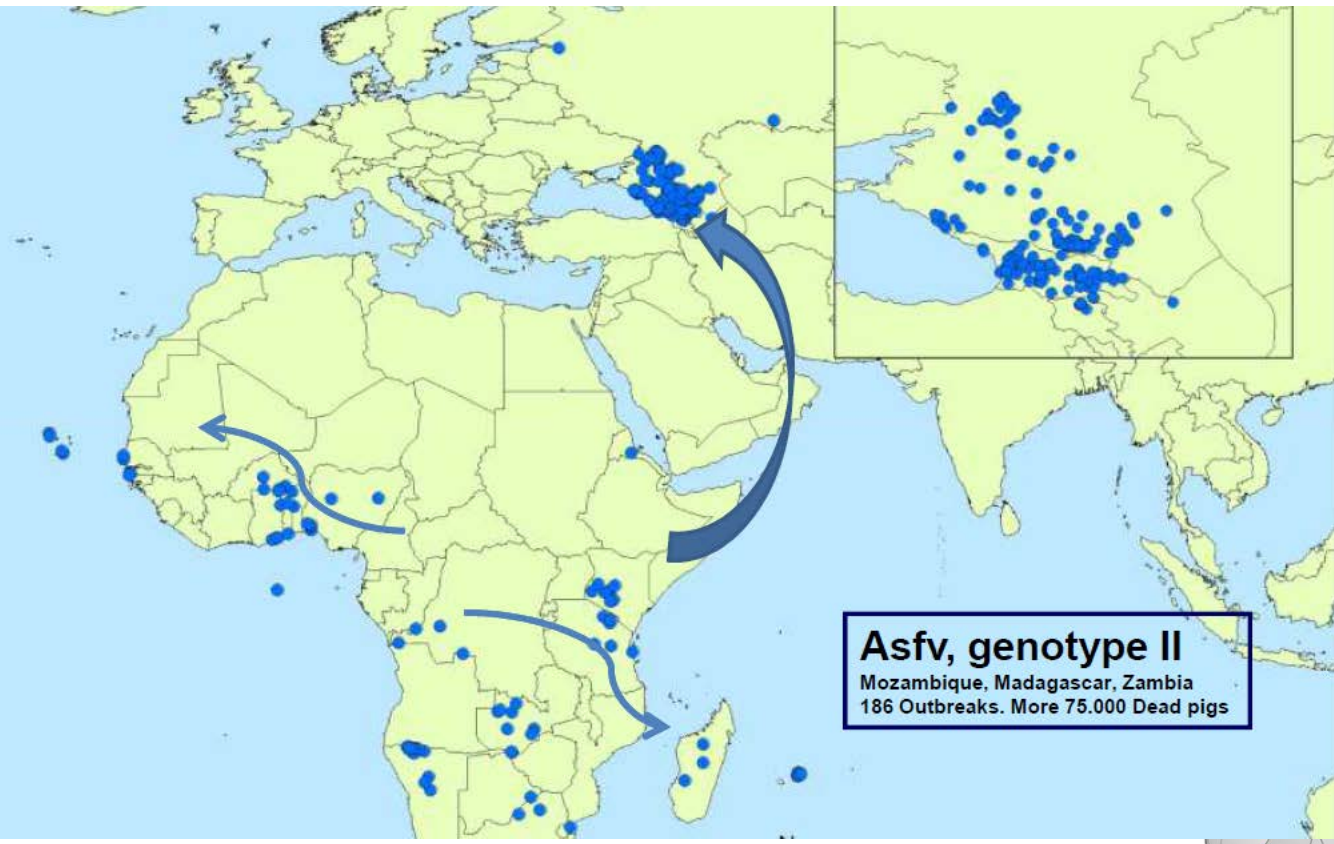 Asfv, genotype II
Mozambique, Madagascar, Zambia
186 Outbreaks. More 75.000 Dead pigs